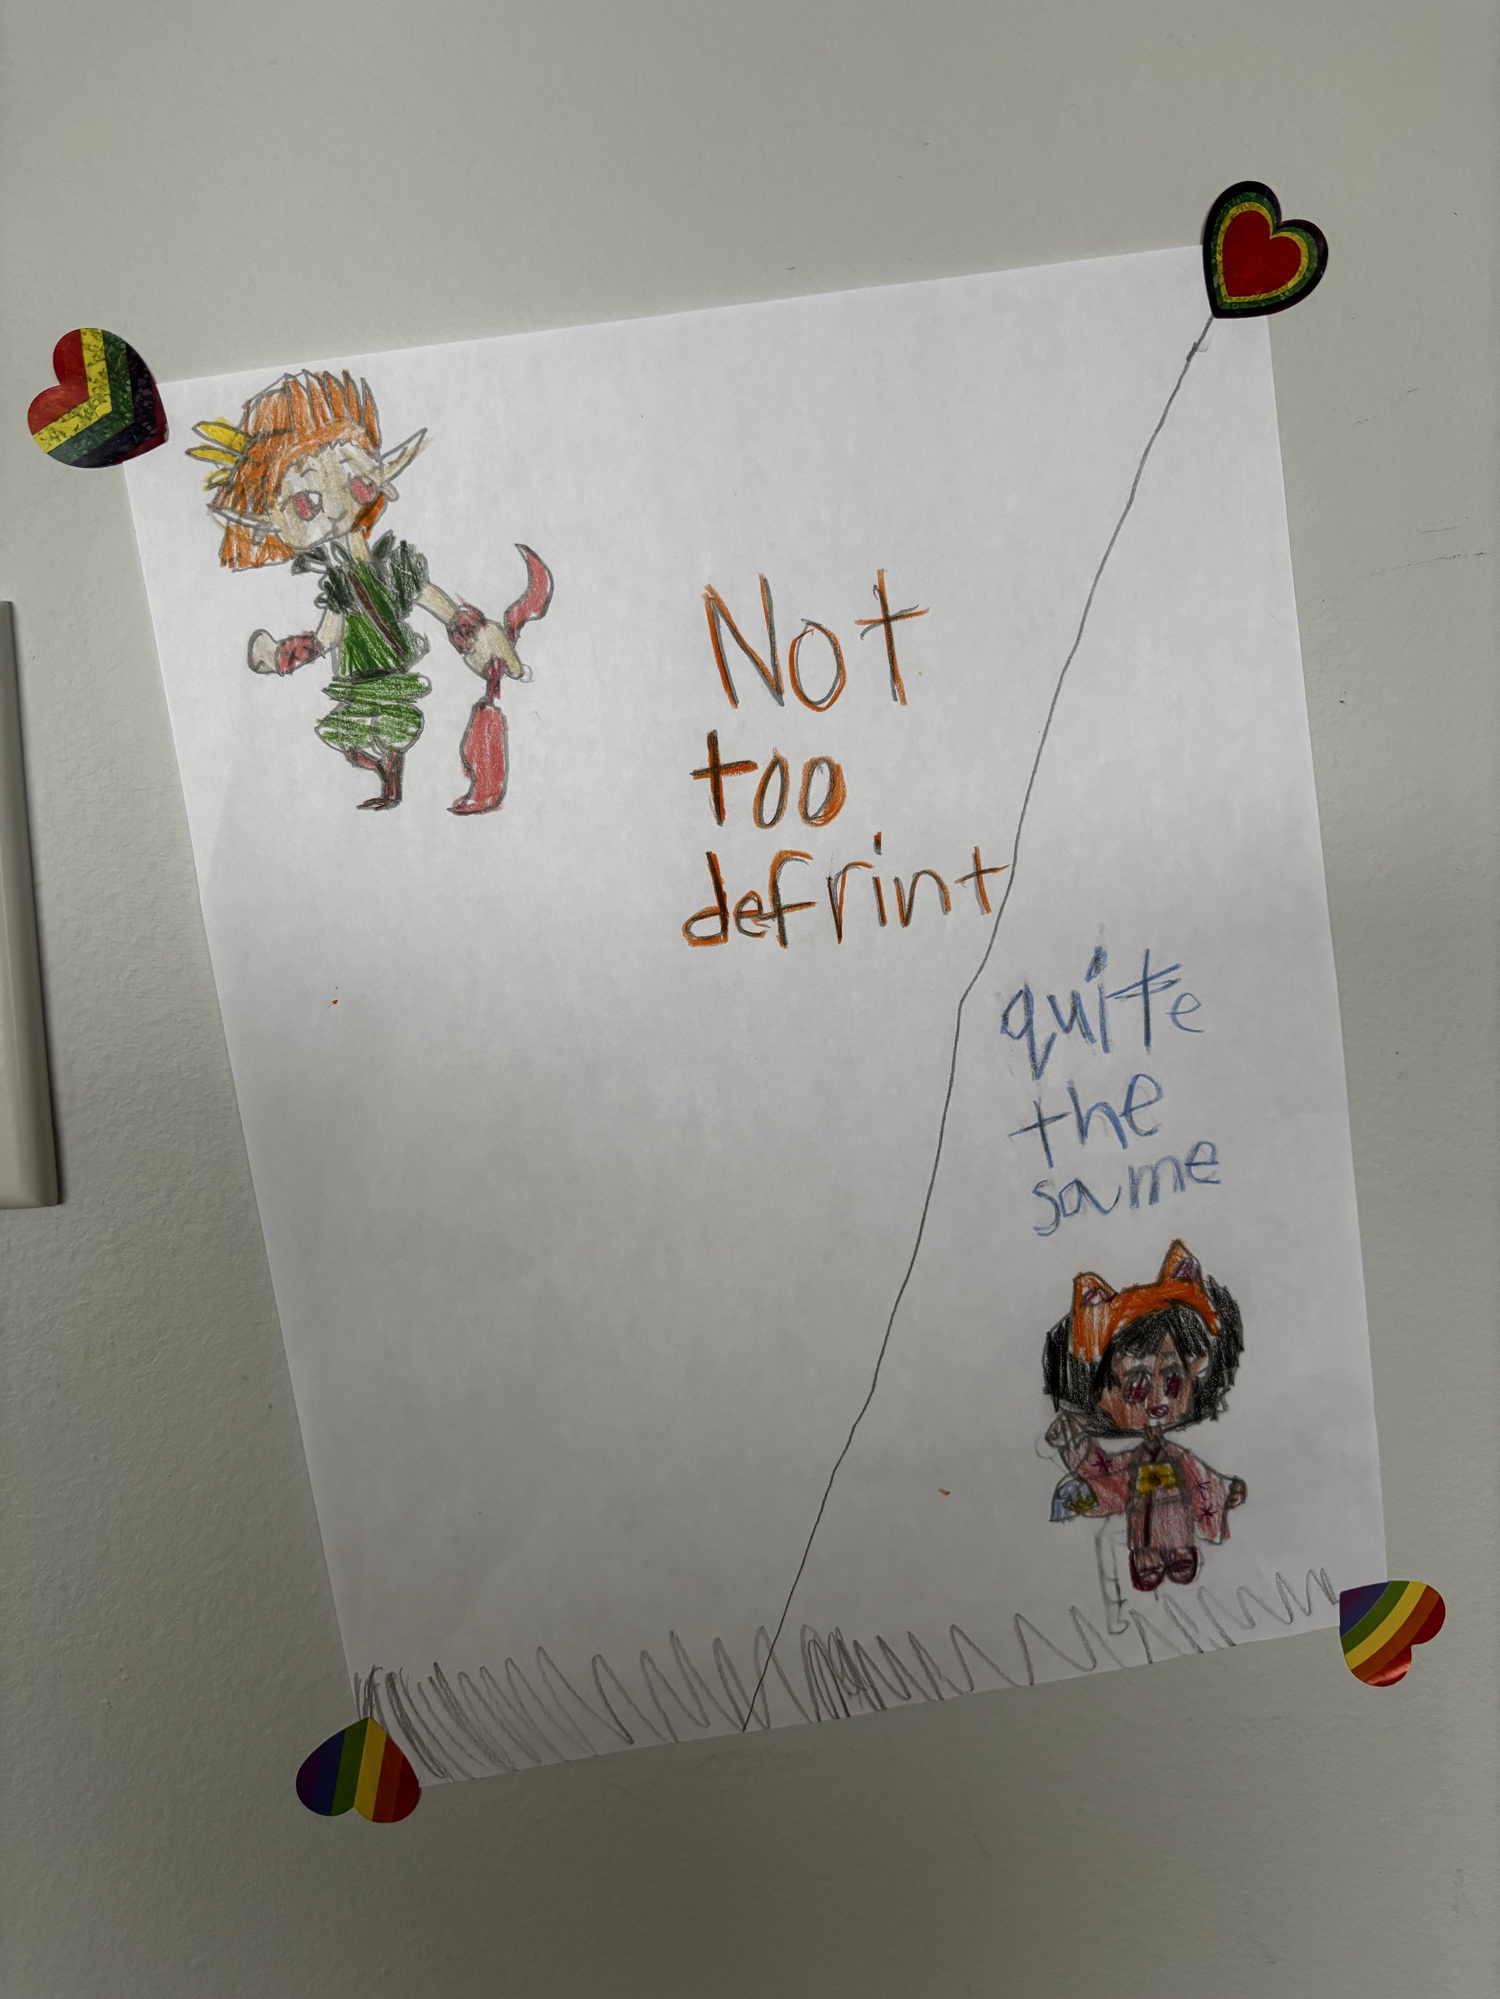 Not
too
defrint
quite
the
same